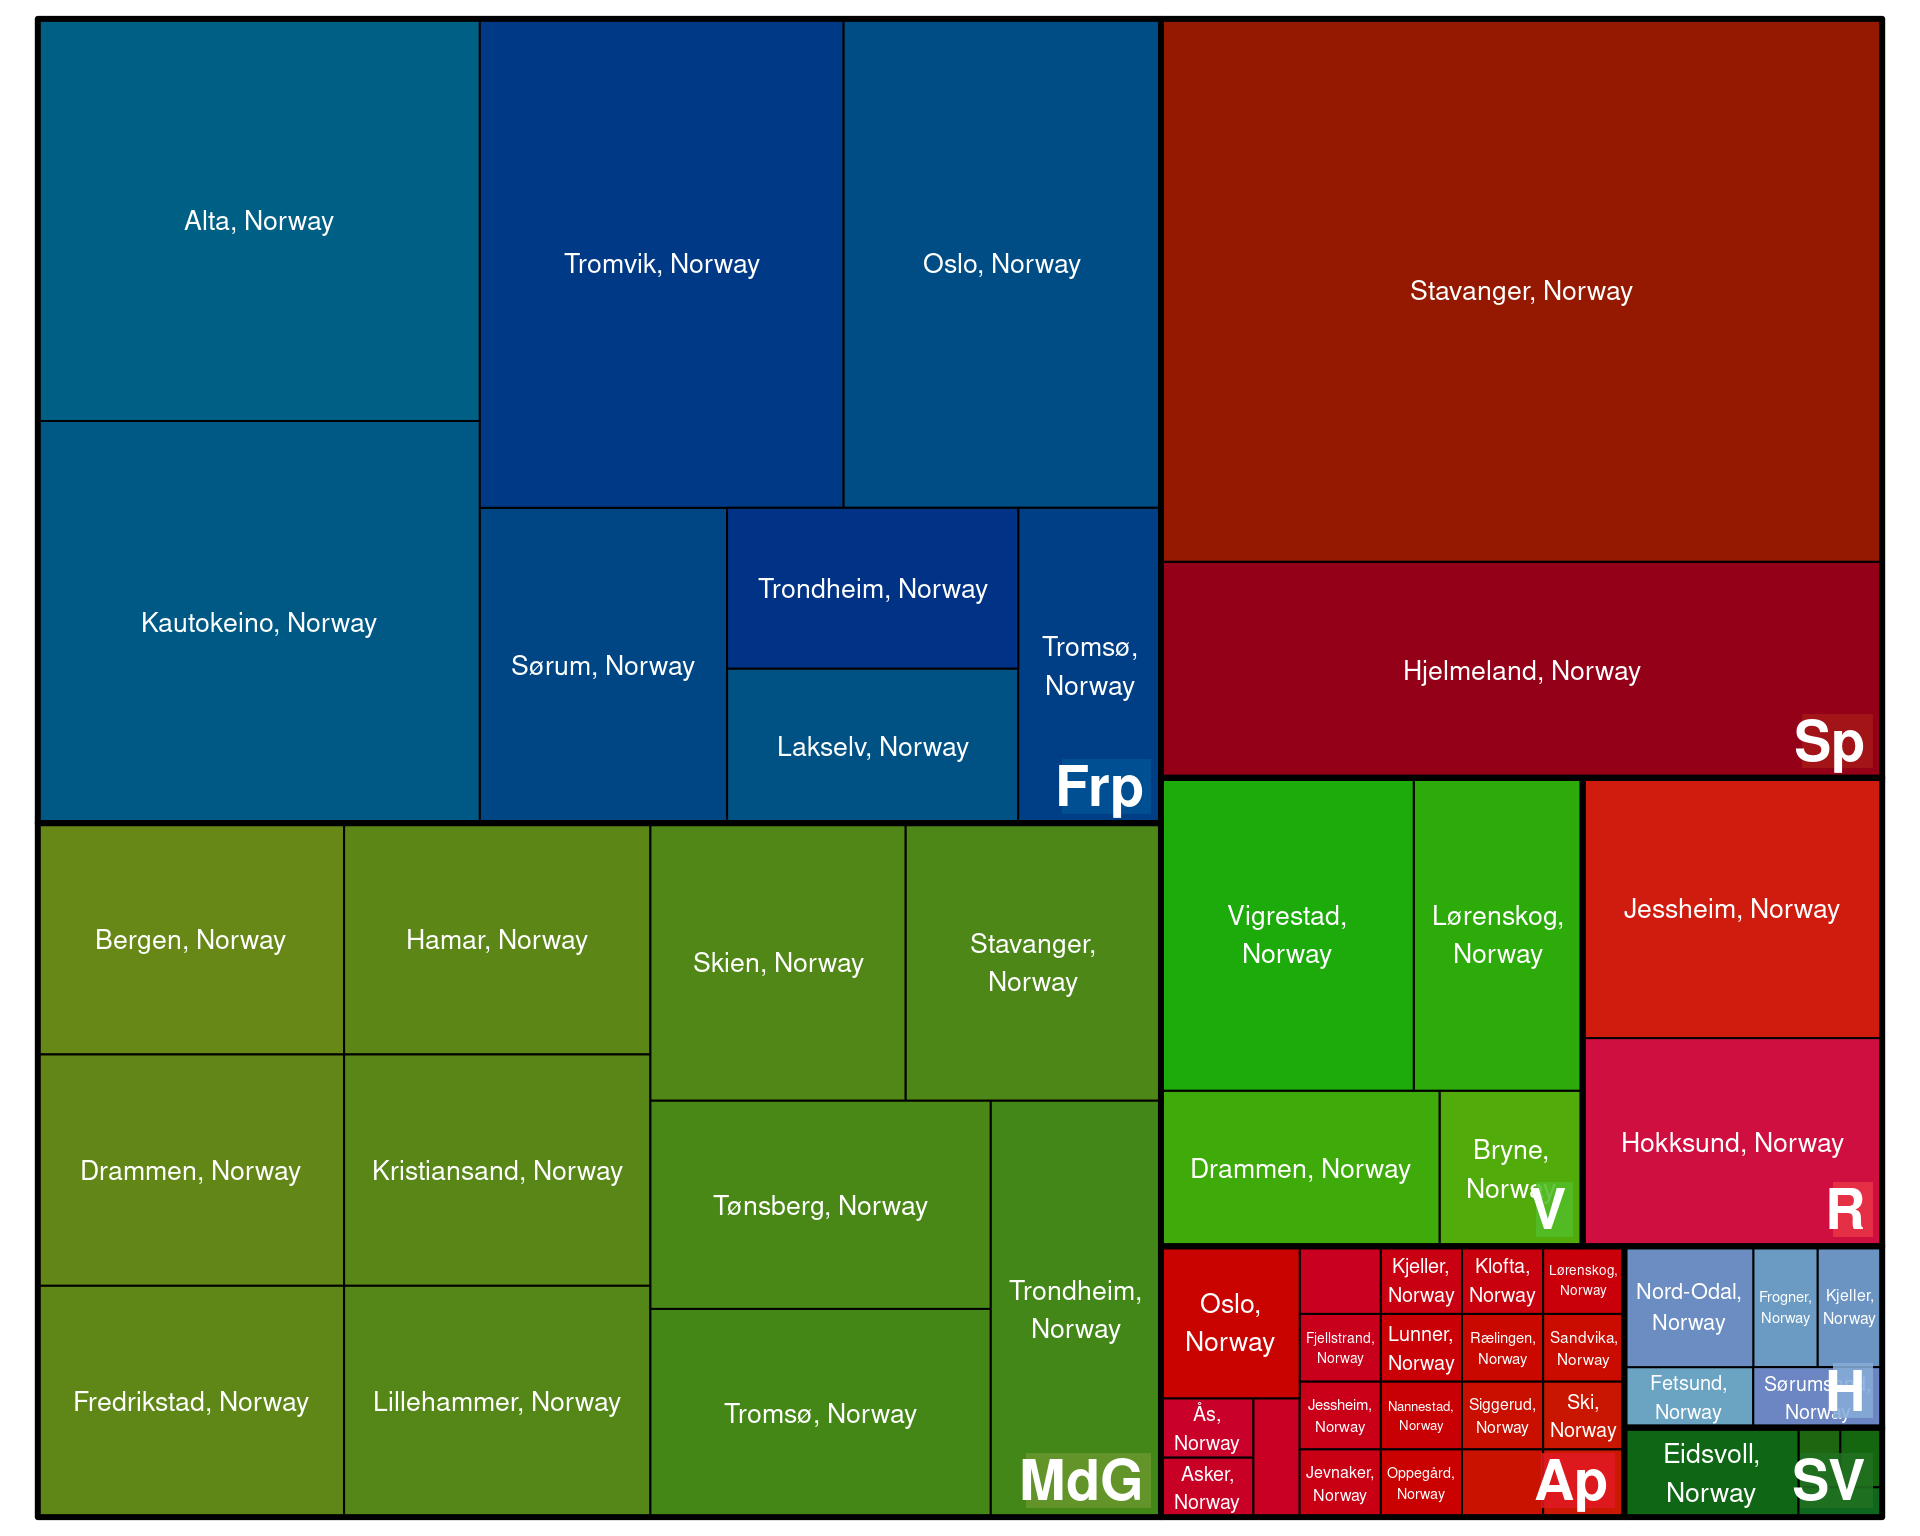 Alta, Norway
Tromvik, Norway
Oslo, Norway
Kautokeino, Norway
Sørum, Norway
Trondheim, Norway
Lakselv, Norway
Tromsø,
Norway
Frp
Stavanger, Norway
Hjelmeland, Norway
Sp
Bergen, Norway
Hamar, Norway
Skien, Norway
Stavanger,
Norway
Drammen, Norway
Kristiansand, Norway
Tønsberg, Norway
Trondheim,
Norway
Fredrikstad, Norway
Lillehammer, Norway
Tromsø, Norway
MdG
Vigrestad,
Norway
Lørenskog,
Norway
Drammen, Norway
Bryne,
Norway
V
Jessheim, Norway
Hokksund, Norway
R
Oslo,
Norway
Ås,
Norway
Asker,
Norway
Kjeller,
Norway
Klofta,
Norway
Lørenskog,
Norway
Fjellstrand,
Norway
Lunner,
Norway
Rælingen,
Norway
Sandvika,
Norway
Jessheim,
Norway
Nannestad,
Norway
Siggerud,
Norway
Ski,
Norway
Jevnaker,
Norway
Oppegård,
Norway
Ap
Nord-Odal,
Norway
Frogner,
Norway
Kjeller,
Norway
Fetsund,
Norway
Norway
H
Eidsvoll,
Norway
SV